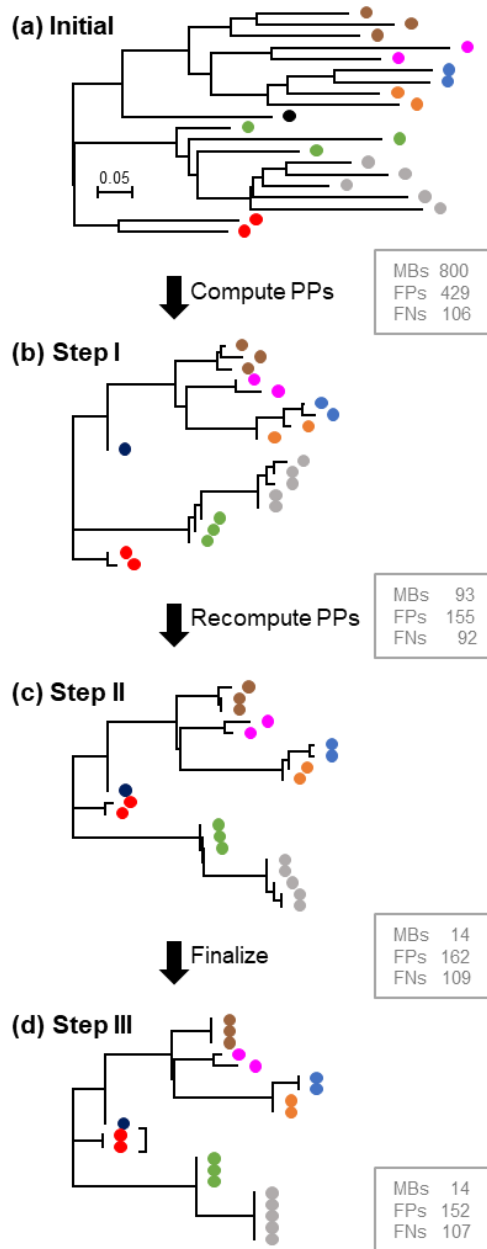 (a) Initial
0.05
MBs 800
FPs 429
FNs 106
Compute PPs
(b) Step I
MBs 93
FPs 155
FNs 92
Recompute PPs
(c) Step II
MBs 14
FPs 162
FNs 109
Finalize
(d) Step III
MBs 14
FPs 152
FNs 107